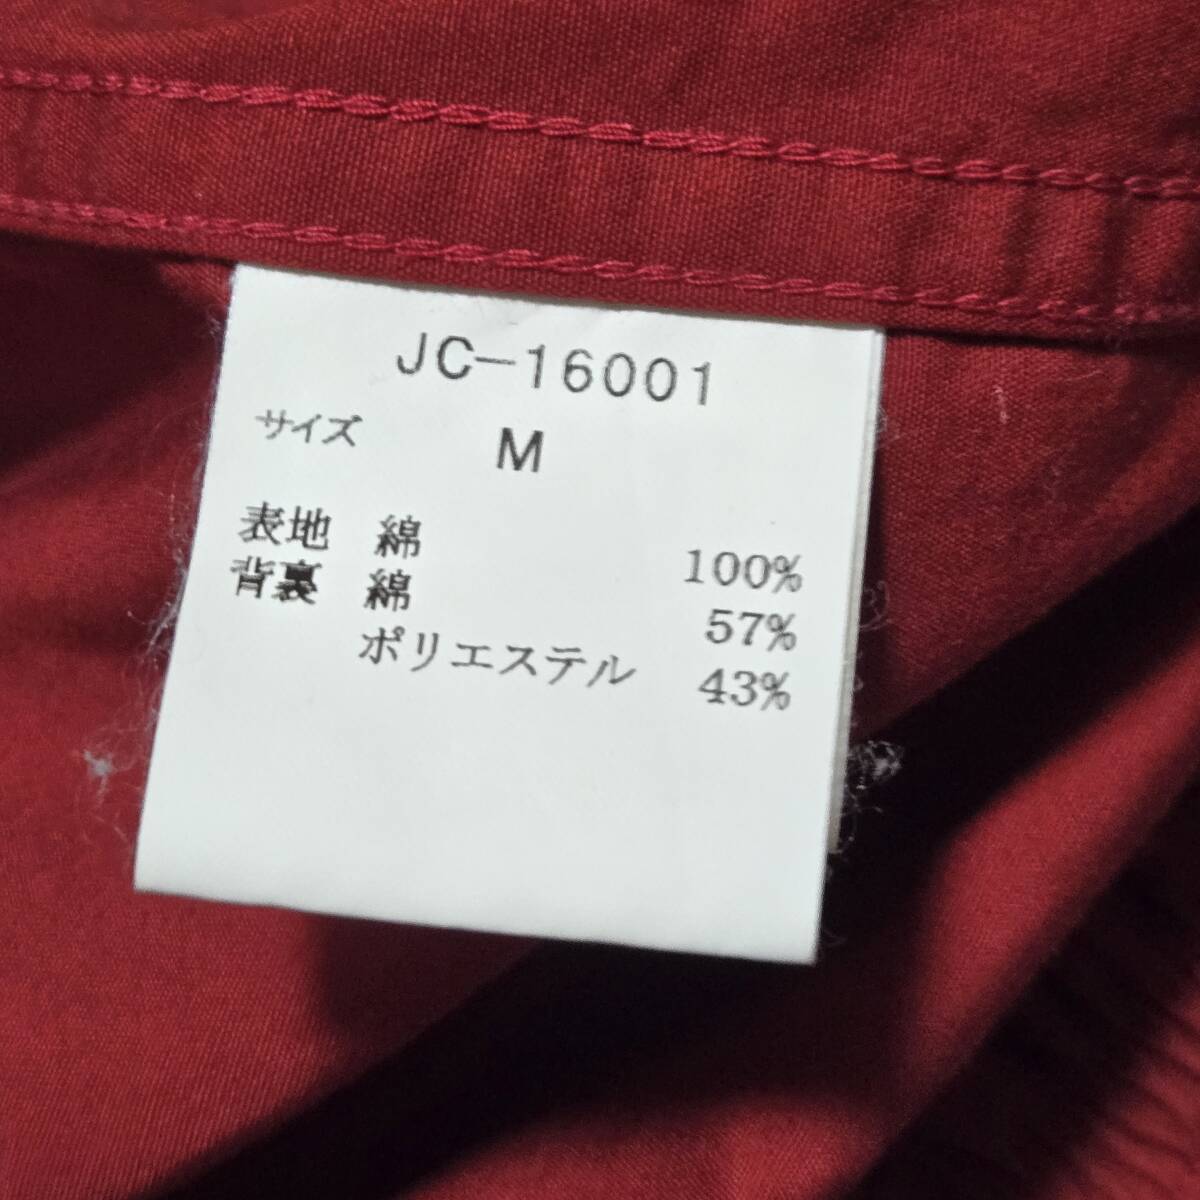 JC-16001
サイズ M
表地 綿 100%
背裏 綿 57%
ポリエステル 43%